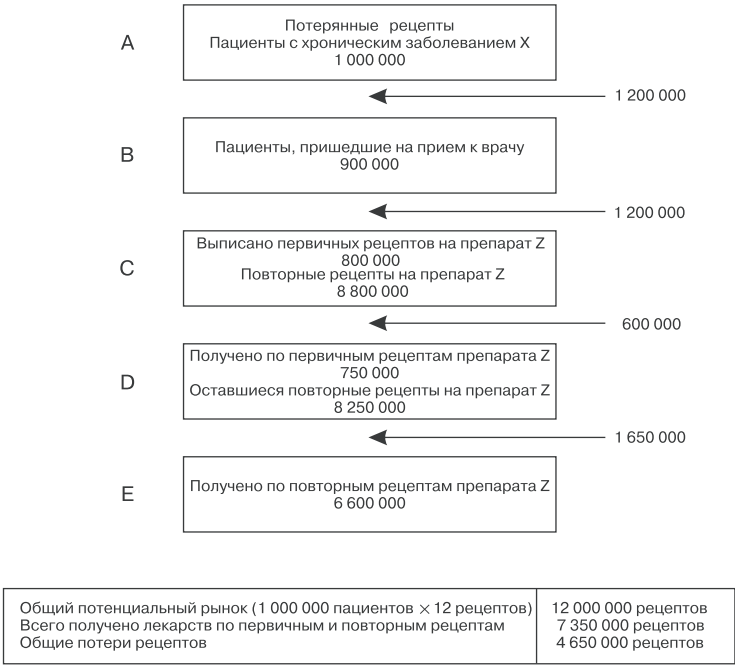 Потерянные рецепты
A
Пациенты с хроническим заболеванием X
1 000 000
1 200 000
B
Пациенты, пришедшие на прием к врачу
900 000
1 200 000
Выписано первичных рецептов на препарат Z
800 000
C
Повторные рецепты на препарат Z
8 800 000
600 000
Получено по первичным рецептам препарата Z
750 000
D
Оставшиеся повторные рецепты на препарат Z
8 250 000
1 650 000
E
Получено по повторным рецептам препарата Z
6 600 000
Общий потенциальный рынок (1 000 000 пациентов × 12 рецептов) 12 000 000 рецептов
Всего получено лекарств по первичным и повторным рецептам 7 350 000 рецептов
Общие потери рецептов 4 650 000 рецептов